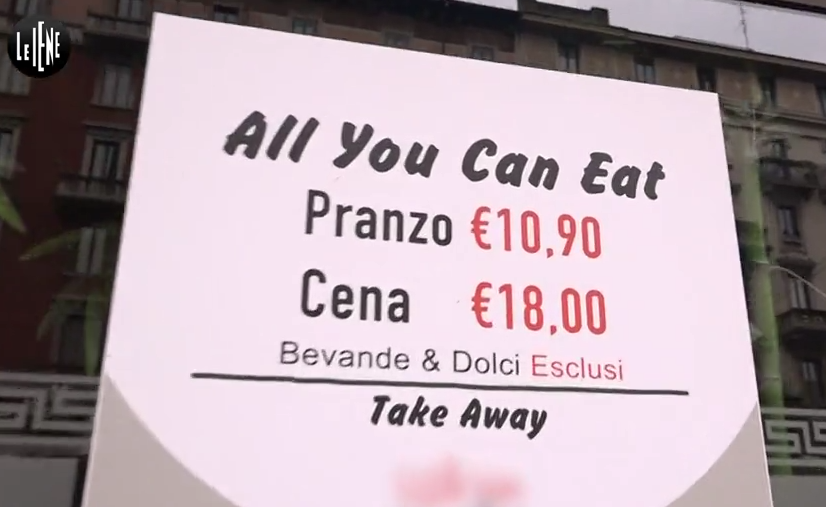 LE IENE
All You Can Eat
Pranzo €10,90
Cena €18,00
Bevande & Dolci Esclusi
Take Away